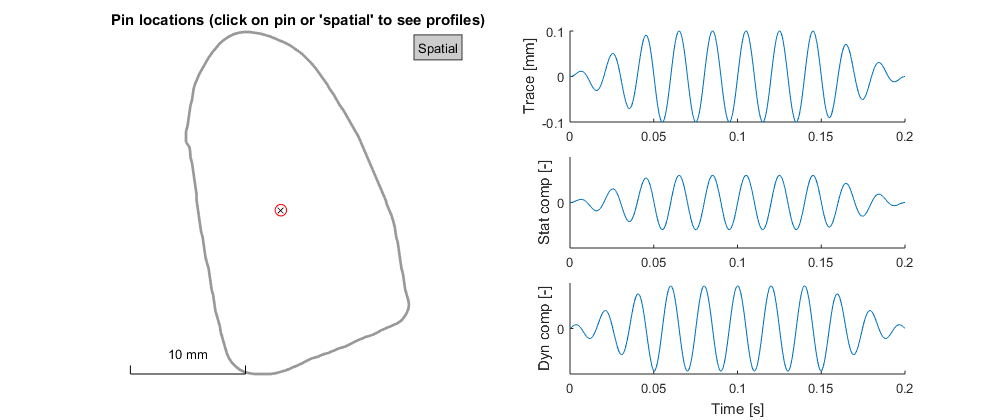 Pin locations (click on pin or 'spatial' to see profiles)
Spatial
10 mm
Trace [mm]
0.1
0
-0.1
0
0.05
0.1
0.15
0.2
Stat comp [-]
0
0
0.05
0.1
0.15
0.2
Dyn comp [-]
0
0
0.05
0.1
0.15
0.2
Time [s]